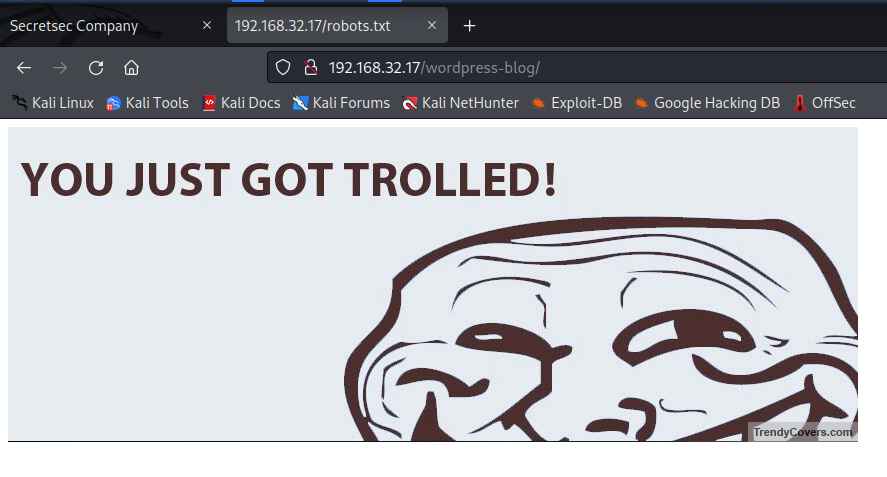 Secretsec Company
192.168.32.17/robots.txt
192.168.32.17/wordpress-blog/
Kali Linux Kali Tools Kali Docs Kali Forums Kali NetHunter Exploit-DB Google Hacking DB OffSec
YOU JUST GOT TROLLED!
TrendyCovers.com